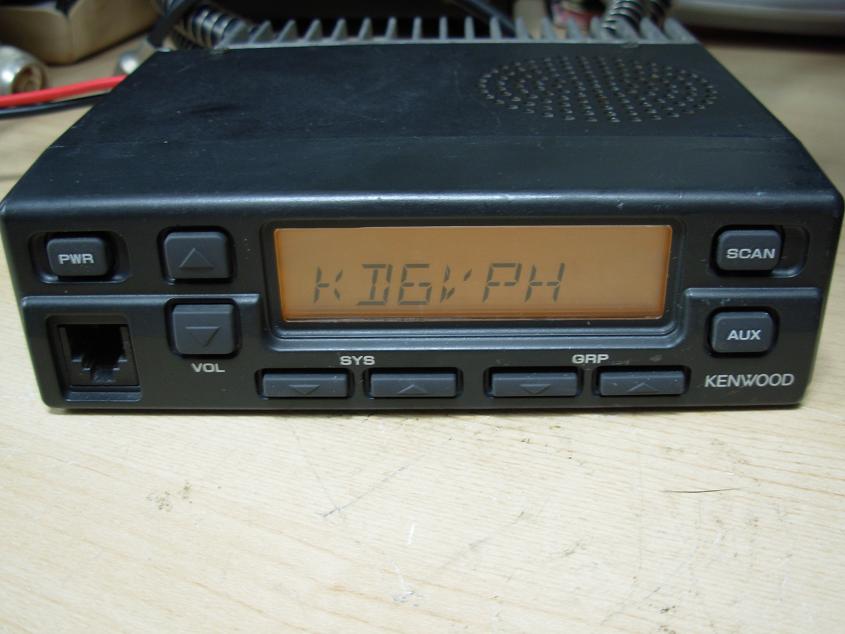 PWR
KD6VPH
SCAN
AUX
VOL
SYS
GRP
KENWOOD